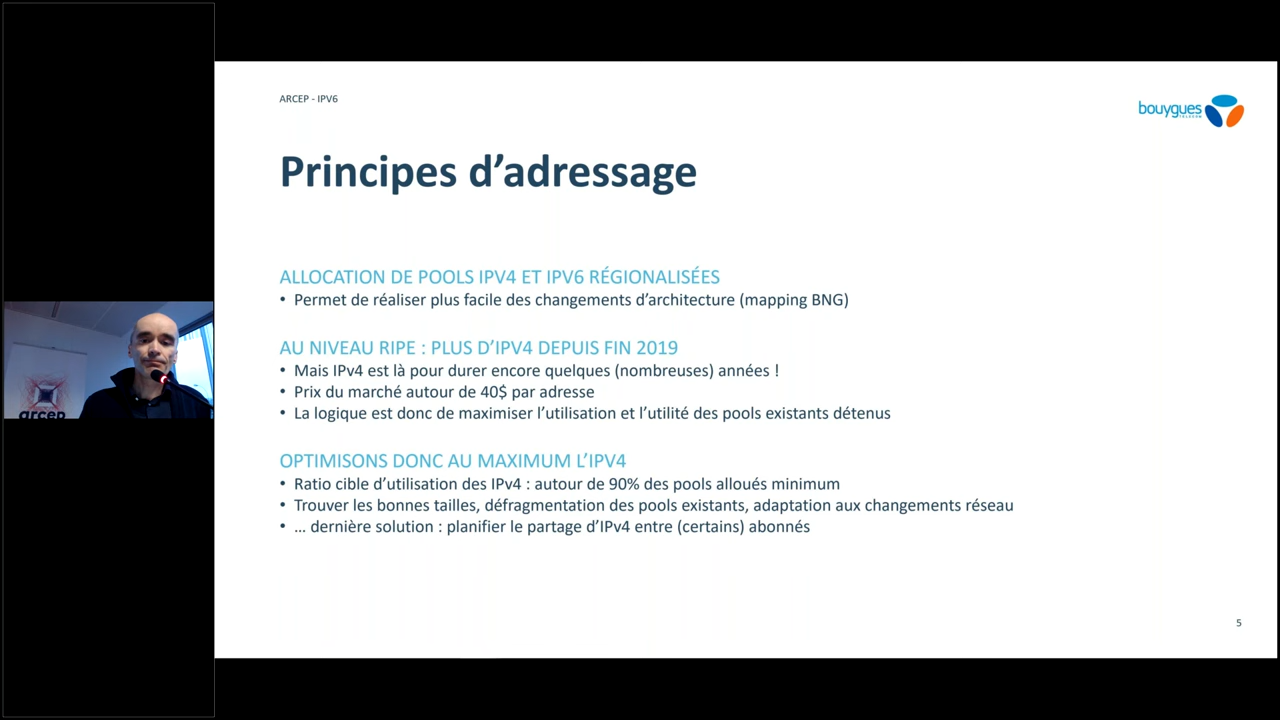 ARCEP - IPV6
bouygues
TELECOM
Principes d’adressage
ALLOCATION DE POOLS IPV4 ET IPV6 RÉGIONALISÉES
• Permet de réaliser plus facile des changements d’architecture (mapping BNG)
AU NIVEAU RIPE : PLUS D’IPV4 DEPUIS FIN 2019
• Mais IPv4 est là pour durer encore quelques (nombreuses) années !
• Prix du marché autour de 40$ par adresse
• La logique est donc de maximiser l’utilisation et l’utilité des pools existants détenus
OPTIMISONS DONC AU MAXIMUM L’IPV4
• Ratio cible d’utilisation des IPv4 : autour de 90% des pools alloués minimum
• Trouver les bonnes tailles, défragmentation des pools existants, adaptation aux changements réseau
• ... dernière solution : planifier le partage d’IPv4 entre (certains) abonnés
5
arcep